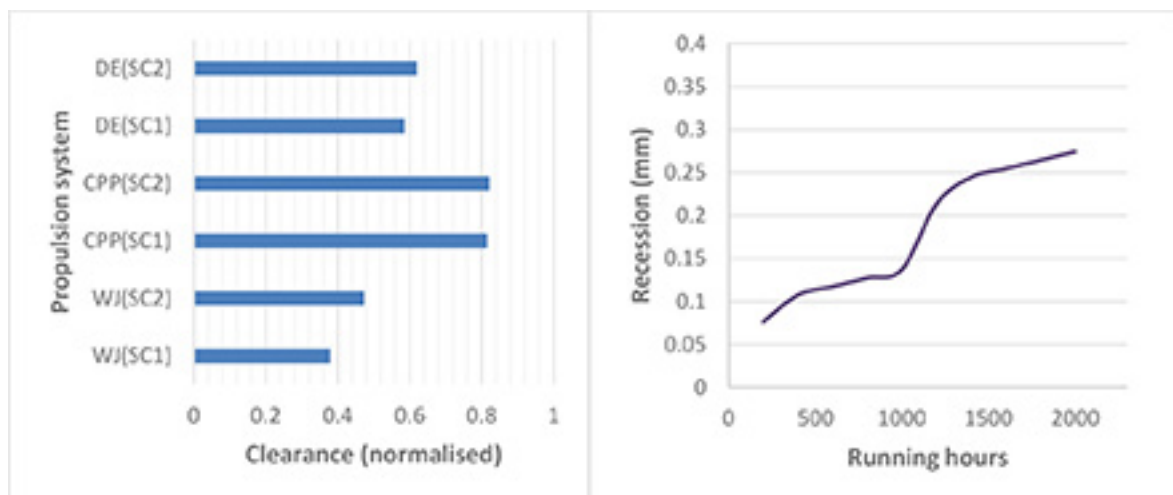 DE(SC2)
DE(SC1)
CPP(SC2)
CPP(SC1)
WJ(SC2)
WJ(SC1)
Propulsion system
0 0.2 0.4 0.6 0.8 1
Clearance (normalised)
0.4
0.35
0.3
0.25
0.2
0.15
0.1
0.05
0
Recession (mm)
0 500 1000 1500 2000
Running hours